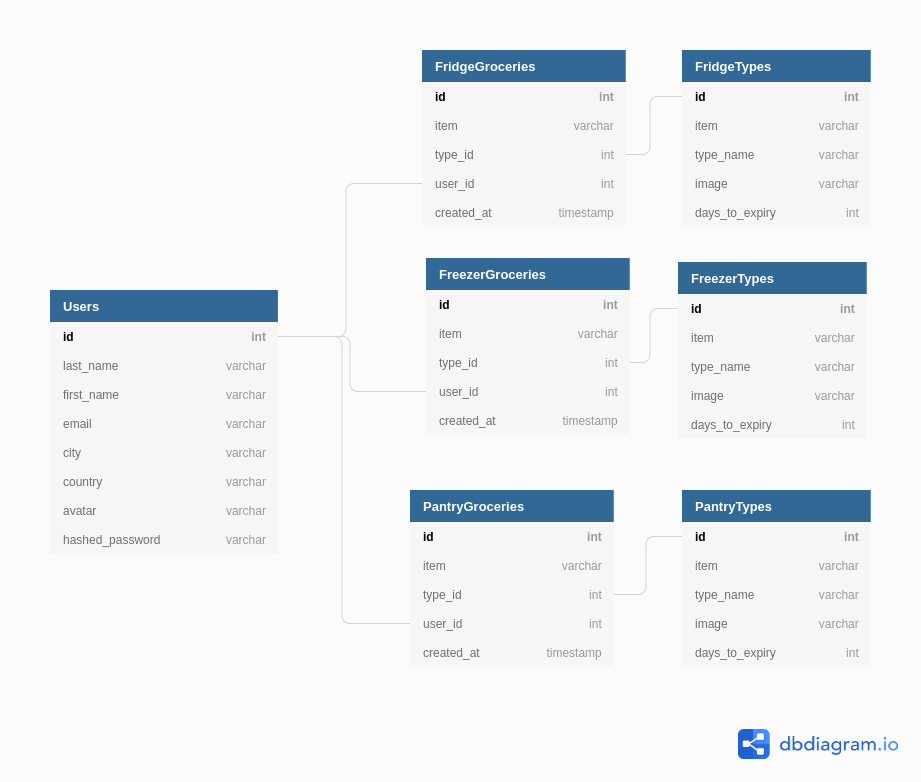 FridgeGroceries
id int
item varchar
type_id int
user_id int
created_at timestamp
FridgeTypes
id int
item varchar
type_name varchar
image varchar
days_to_expiry int
FreezerGroceries
id int
item varchar
type_id int
user_id int
created_at timestamp
FreezerTypes
id int
item varchar
type_name varchar
image varchar
days_to_expiry int
Users
id int
last_name varchar
first_name varchar
email varchar
city varchar
country varchar
avatar varchar
hashed_password varchar
PantryGroceries
id int
item varchar
type_id int
user_id int
created_at timestamp
PantryTypes
id int
item varchar
type_name varchar
image varchar
days_to_expiry int
dbdiagram.io